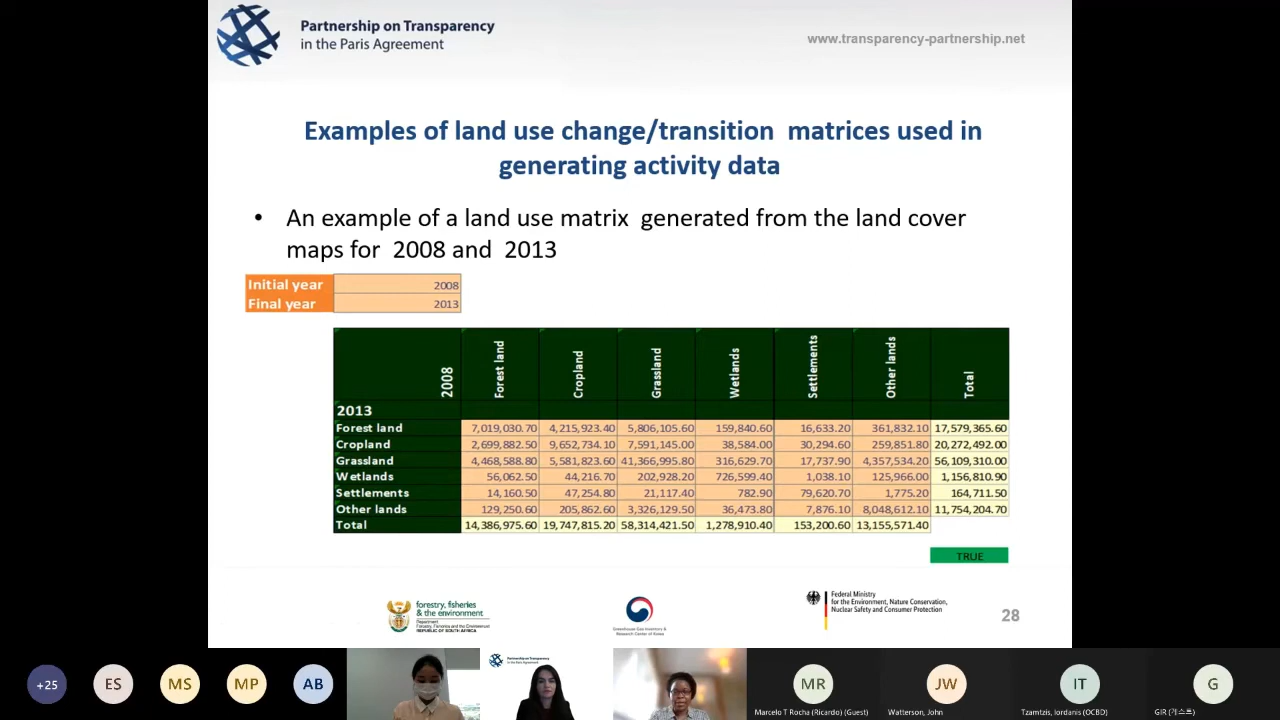 Partnership on Transparency
in the Paris Agreement
www.transparency-partnership.net
Examples of land use change/transition matrices used in
generating activity data
• An example of a land use matrix generated from the land cover
maps for 2008 and 2013
Initial year 2008
Final year 2013
2008 Forest land Cropland Grassland Wetlands Settlements Other lands Total
2013
Forest land 7,019,030.70 4,215,923.40 5,806,105.60 159,840.60 16,633.20 361,832.10 17,579,365.60
Cropland 2,699,882.50 9,652,734.10 7,591,145.00 38,584.00 30,294.60 259,851.80 20,272,492.00
Grassland 4,468,588.80 5,581,823.60 41,366,995.80 316,629.70 17,737.90 4,357,534.20 56,109,310.00
Wetlands 56,062.50 44,216.70 202,928.20 726,599.40 1,038.10 125,966.00 1,156,810.90
Settlements 14,160.50 47,254.80 21,117.40 782.90 79,620.70 1,775.20 164,711.50
Other lands 129,250.60 205,862.60 3,326,129.50 36,473.80 7,876.10 8,048,612.10 11,754,204.70
Total 14,386,975.60 19,747,815.20 58,314,421.50 1,278,910.40 153,200.60 13,155,571.40
TRUE
forestry, fisheries
& the environment
Department:
Forestry, Fisheries and the Environment
REPUBLIC OF SOUTH AFRICA
Greenhouse Gas Inventory &
Research Center of Korea
Federal Ministry
for the Environment, Nature Conservation,
Nuclear Safety and Consumer Protection
28
Partnership on Transparency
in the Paris Agreement
+25 ES MS MP AB MR JW IT G
Marcelo T Rocha (Ricardo) (Guest) Watterson, John Tzamtzis, Iordanis (OCBD) GIR (게스트)